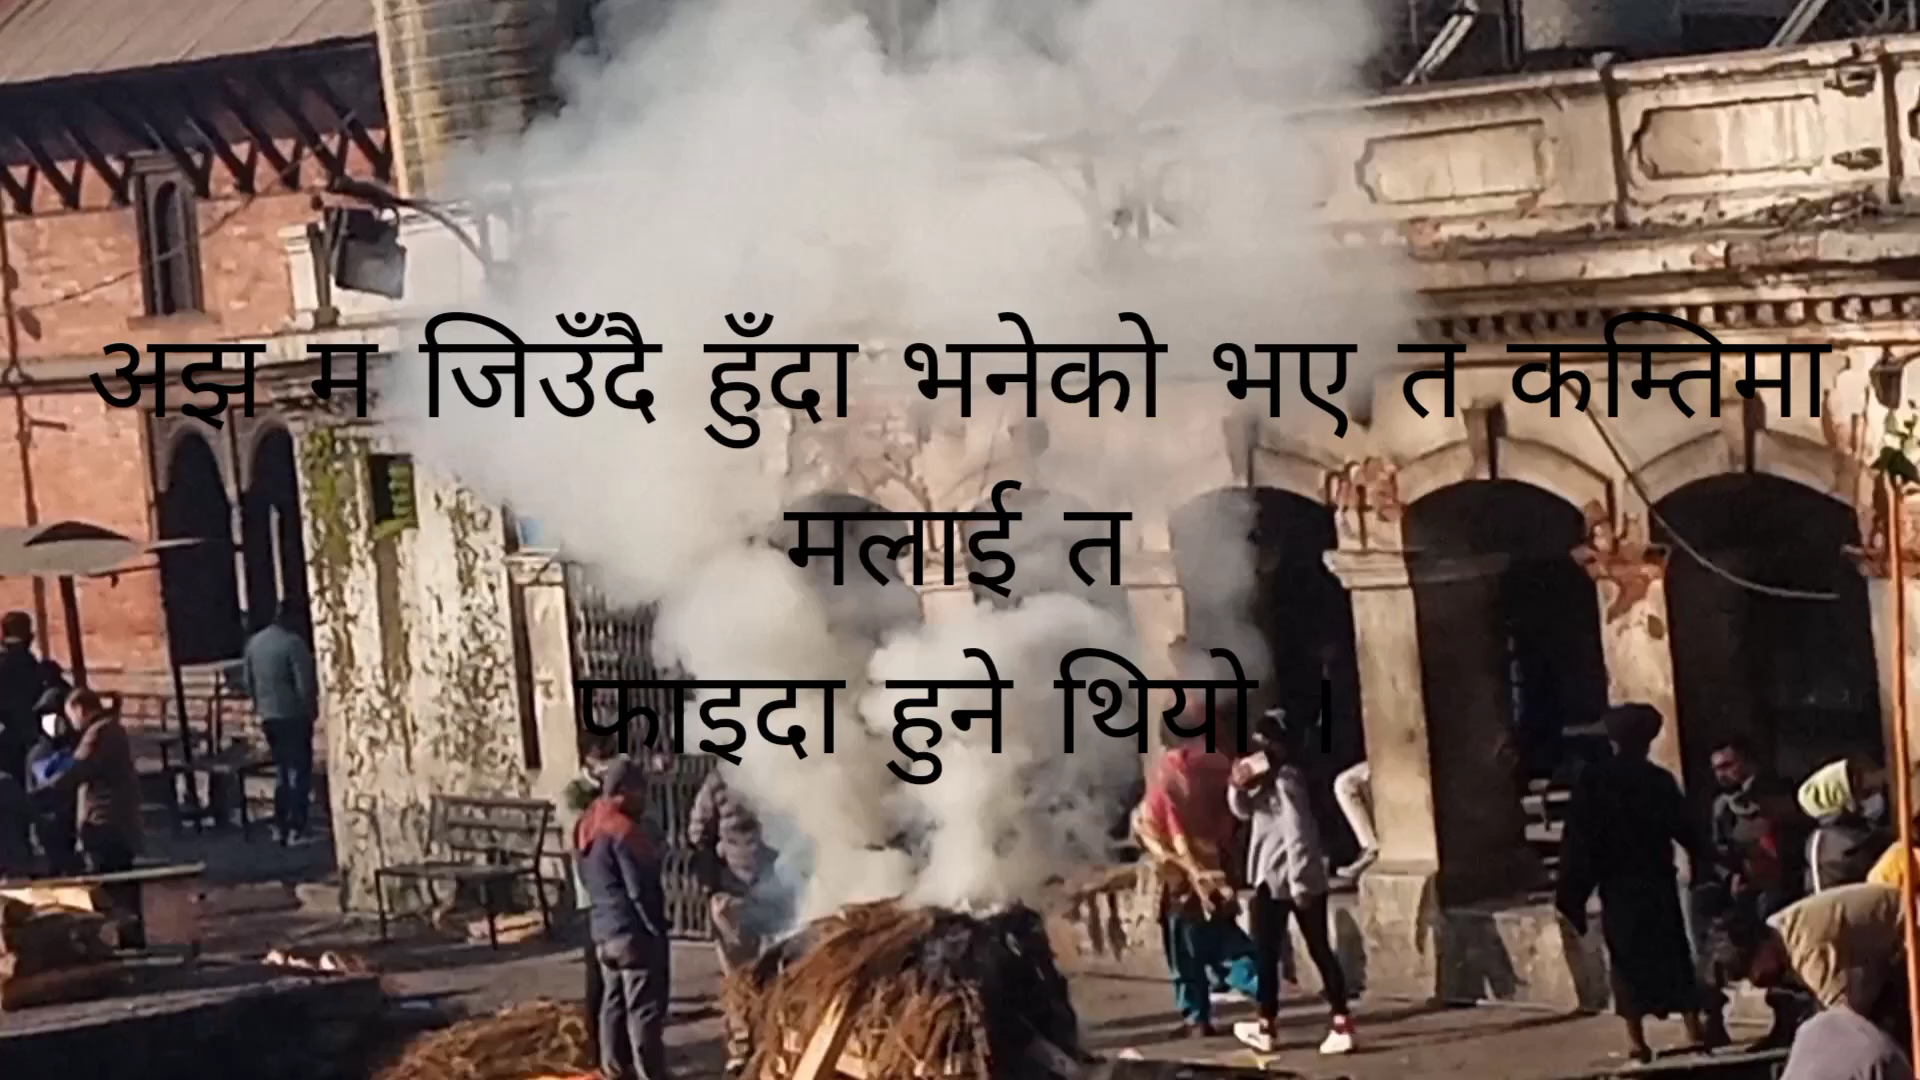 अझ म जिउँदै हुँदा भनेको भए त कम्तिमा
मलाई त
फाइदा हुने थियो ।